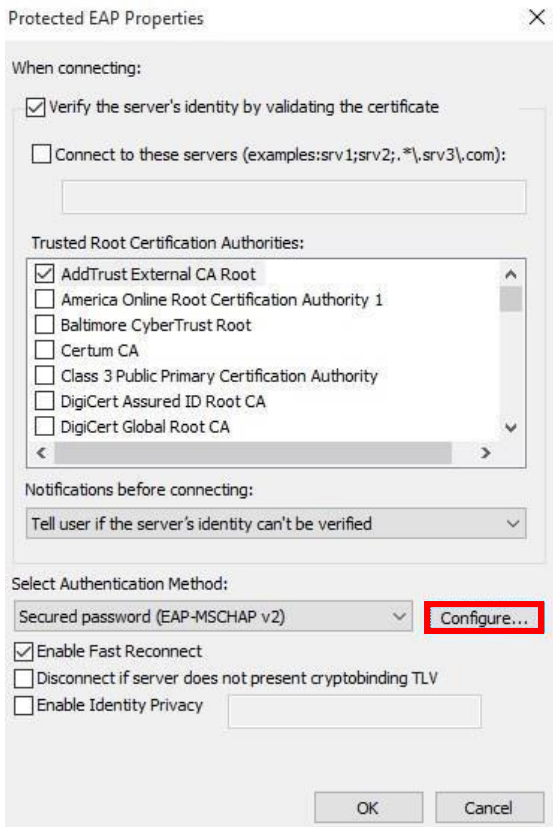 Protected EAP Properties
When connecting:
Verify the server's identity by validating the certificate
Connect to these servers (examples:srv1;srv2;.*\.srv3\.com):
Trusted Root Certification Authorities:
AddTrust External CA Root
America Online Root Certification Authority 1
Baltimore CyberTrust Root
Certum CA
Class 3 Public Primary Certification Authority
DigiCert Assured ID Root CA
DigiCert Global Root CA
Notifications before connecting:
Tell user if the server's identity can't be verified
Select Authentication Method:
Secured password (EAP-MSCHAP v2) Configure...
Enable Fast Reconnect
Disconnect if server does not present cryptobinding TLV
Enable Identity Privacy
OK Cancel